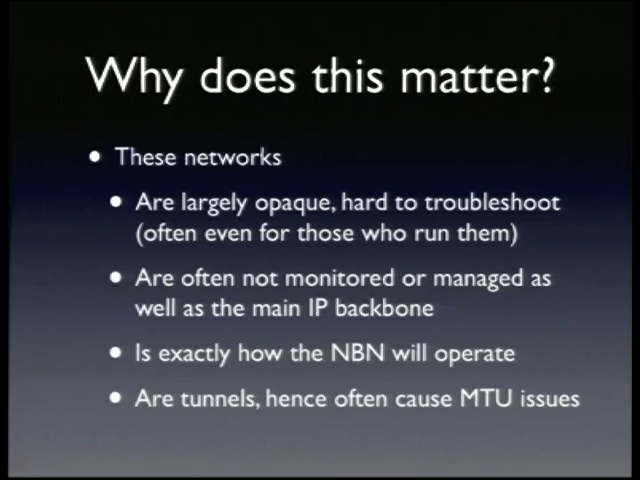 Why does this matter?
• These networks
• Are largely opaque, hard to troubleshoot
(often even for those who run them)
• Are often not monitored or managed as
well as the main IP backbone
• Is exactly how the NBN will operate
• Are tunnels, hence often cause MTU issues